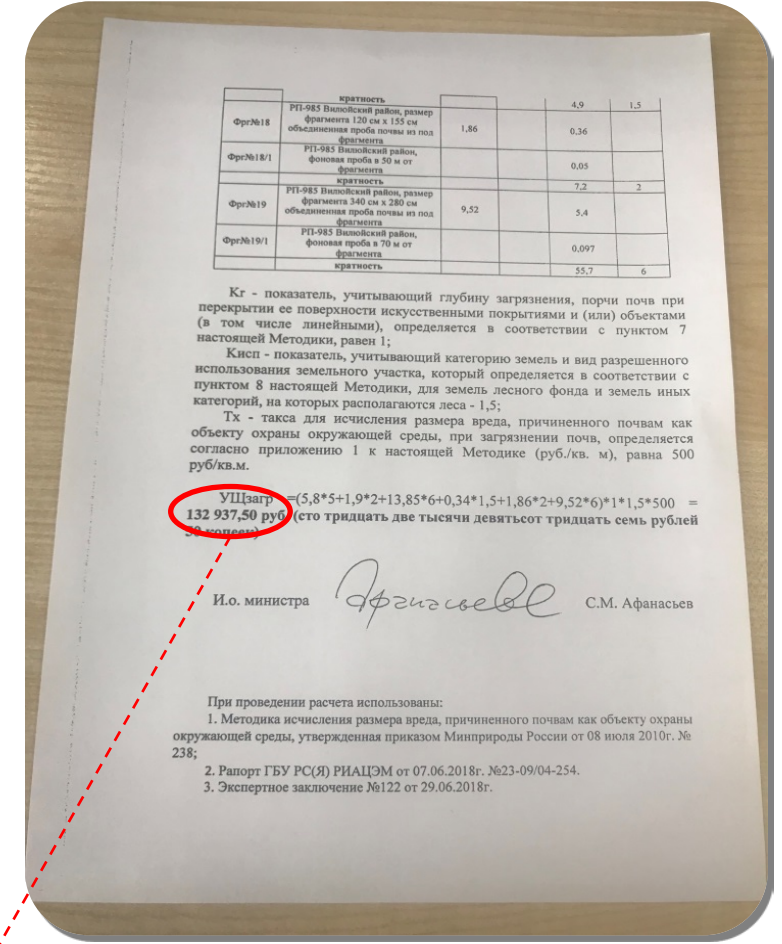 кратность 4,9 1,5
Фрг№18 РП-985 Вилюйский район, размер
фрагмента 120 см х 155 см
объединенная проба почвы из под
фрагмента 1,86 0,36
Фрг№18/1 РП-985 Вилюйский район,
фоновая проба в 50 м от
фрагмента 0,05
кратность 7,2 2
Фрг№19 РП-985 Вилюйский район, размер
фрагмента 340 см х 280 см
объединенная проба почвы из под
фрагмента 9,52 5,4
Фрг№19/1 РП-985 Вилюйский район,
фоновая проба в 70 м от
фрагмента 0,097
кратность 55,7 6
Кг - показатель, учитывающий глубину загрязнения, порчи почв при
перекрытии ее поверхности искусственными покрытиями и (или) объектами
(в том числе линейными), определяется в соответствии с пунктом 7
настоящей Методики, равен 1;
Кисп - показатель, учитывающий категорию земель и вид разрешенного
использования земельного участка, который определяется в соответствии с
пунктом 8 настоящей Методики, для земель лесного фонда и земель иных
категорий, на которых располагаются леса - 1,5;
Тх - такса для исчисления размера вреда, причиненного почвам как
объекту охраны окружающей среды, при загрязнении почв, определяется
согласно приложению 1 к настоящей Методике (руб./кв. м), равна 500
руб/кв.м.
УЩзагр =(5,8*5+1,9*2+13,85*6+0,34*1,5+1,86*2+9,52*6)*1*1,5*500 =
132 937,50 руб (сто тридцать две тысячи девятьсот тридцать семь рублей
50 копеек)
И.о. министра С.М. Афанасьев
При проведении расчета использованы:
1. Методика исчисления размера вреда, причиненного почвам как объекту охраны
окружающей среды, утвержденная приказом Минприроды России от 08 июля 2010г. №
238;
2. Рапорт ГБУ РС(Я) РИАЦЭМ от 07.06.2018г. №23-09/04-254.
3. Экспертное заключение №122 от 29.06.2018г.